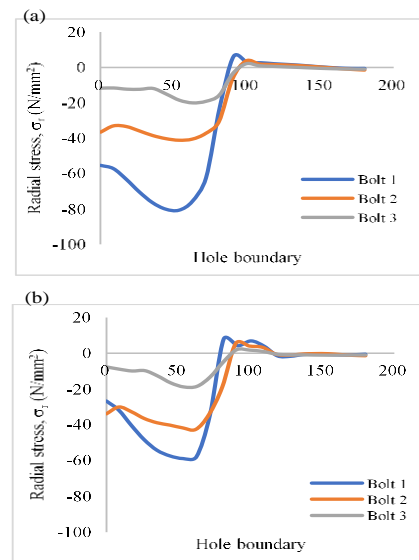 (a)
20
0
0 50 100 150 200
-20
-40
-60
-80
-100
Radial stress, σr (N/mm²)
Bolt 1
Bolt 2
Bolt 3
Hole boundary
(b)
20
0
0 50 100 150 200
-20
-40
-60
-80
-100
Radial stress, σr (N/mm²)
Bolt 1
Bolt 2
Bolt 3
Hole boundary